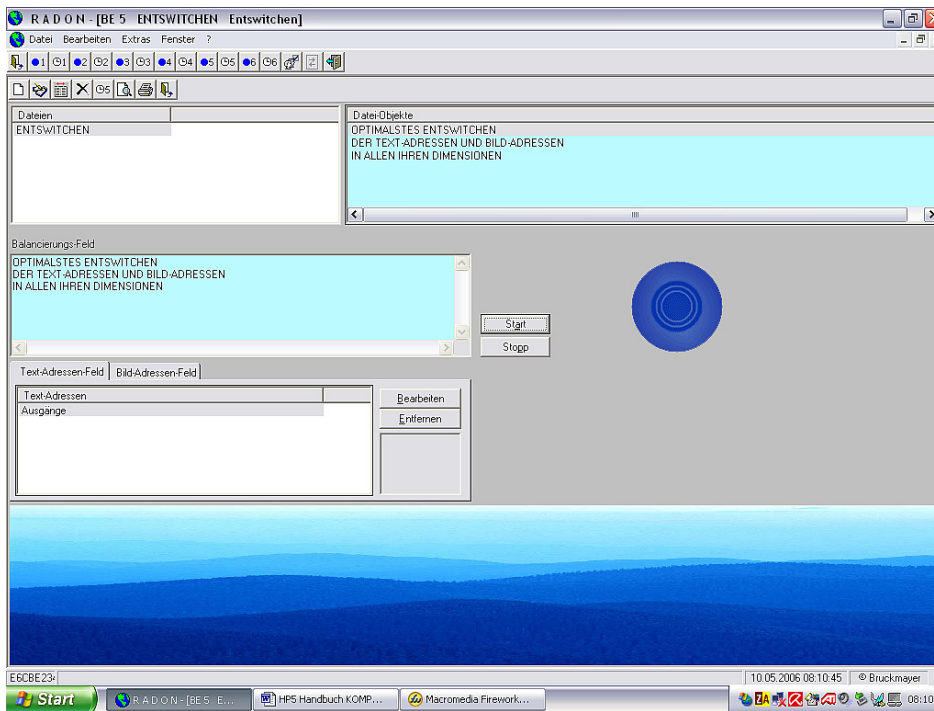 R A D O N - [BE 5 ENTSWITCHEN Entswitchen]
Datei Bearbeiten Extras Fenster ?
1 1 2 2 3 3 4 4 5 5 6 6
5
Dateien
ENTSWITCHEN
Datei-Objekte
OPTIMALSTES ENTSWITCHEN
DER TEXT-ADRESSEN UND BILD-ADRESSEN
IN ALLEN IHREN DIMENSIONEN
Balancierungs-Feld
OPTIMALSTES ENTSWITCHEN
DER TEXT-ADRESSEN UND BILD-ADRESSEN
IN ALLEN IHREN DIMENSIONEN
Start
Stopp
Text-Adressen-Feld Bild-Adressen-Feld
Text-Adressen
Ausgänge
Bearbeiten
Entfernen
10.05.2006 08:10:45 © Bruckmayer
Start
R A D O N - [BE 5 E...
HP5 Handbuch KOMP...
Macromedia Firework...
ZA
08:10